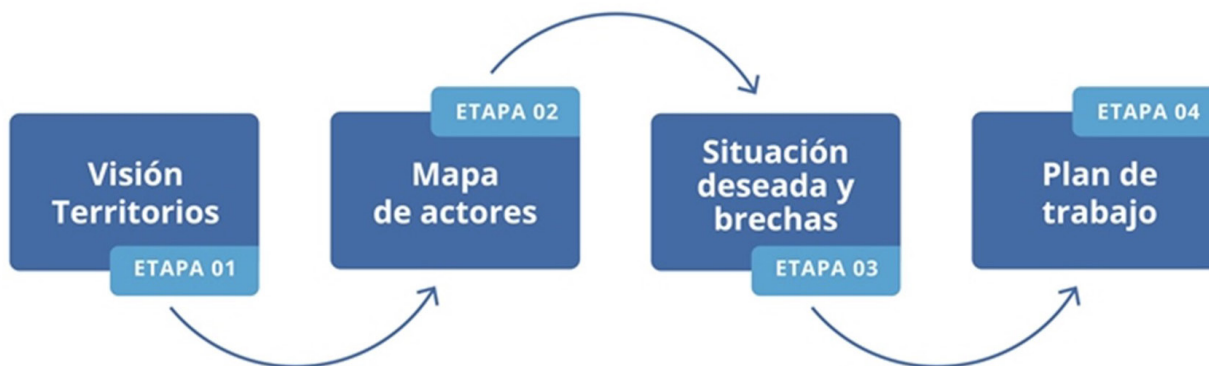 Visión
Territorios
ETAPA 01
ETAPA 02
Mapa
de actores
Situación
deseada y
brechas
ETAPA 03
ETAPA 04
Plan de
trabajo